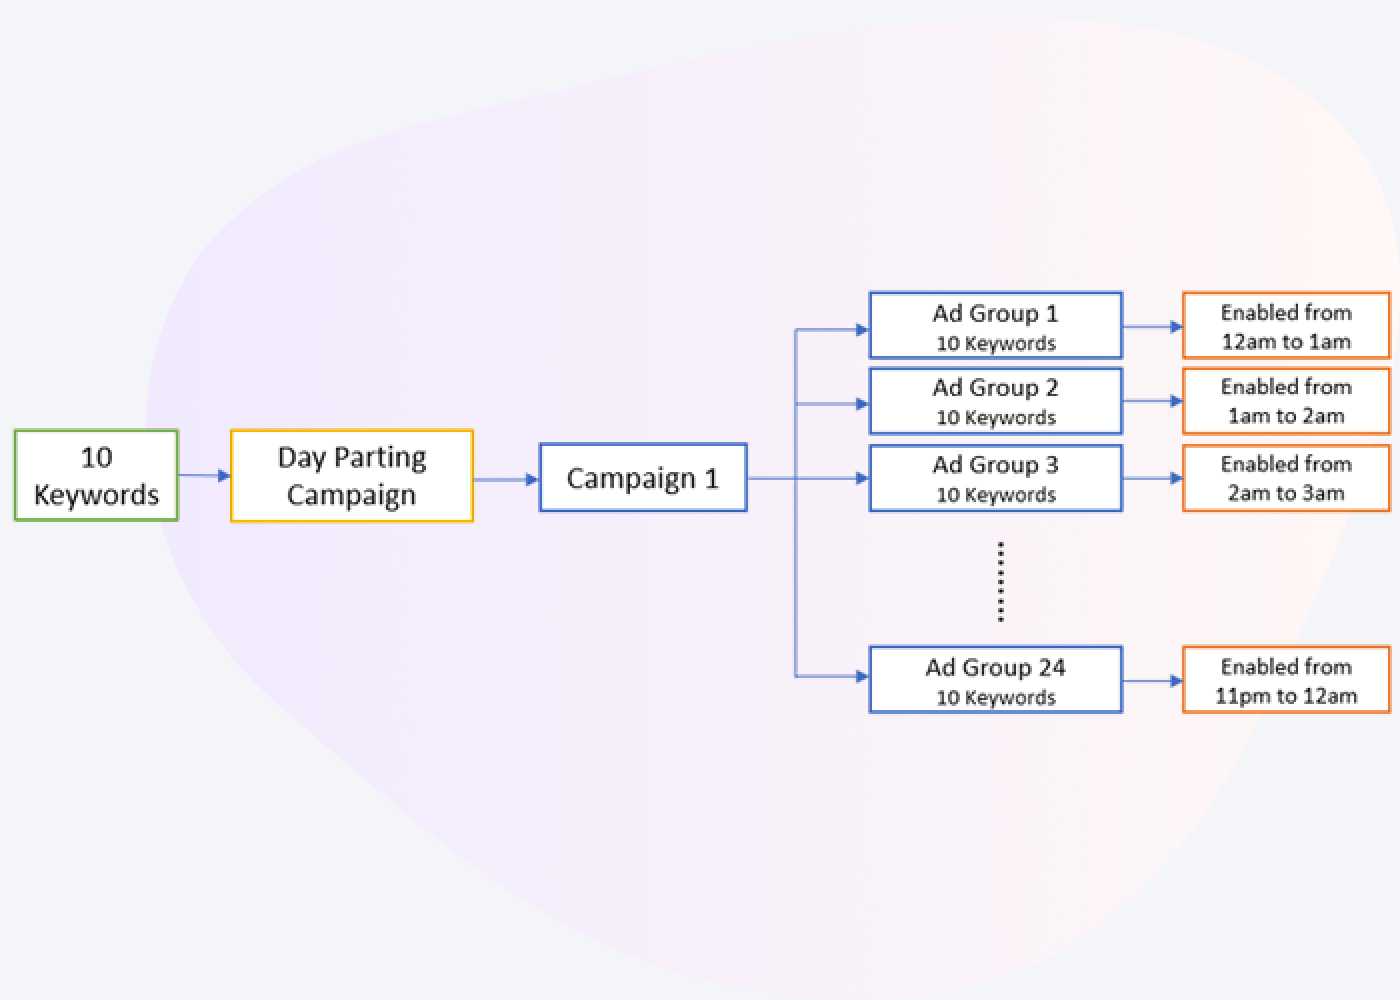 10
Keywords
Day Parting
Campaign
Campaign 1
Ad Group 1
10 Keywords
Enabled from
12am to 1am
Ad Group 2
10 Keywords
Enabled from
1am to 2am
Ad Group 3
10 Keywords
Enabled from
2am to 3am
Ad Group 24
10 Keywords
Enabled from
11pm to 12am